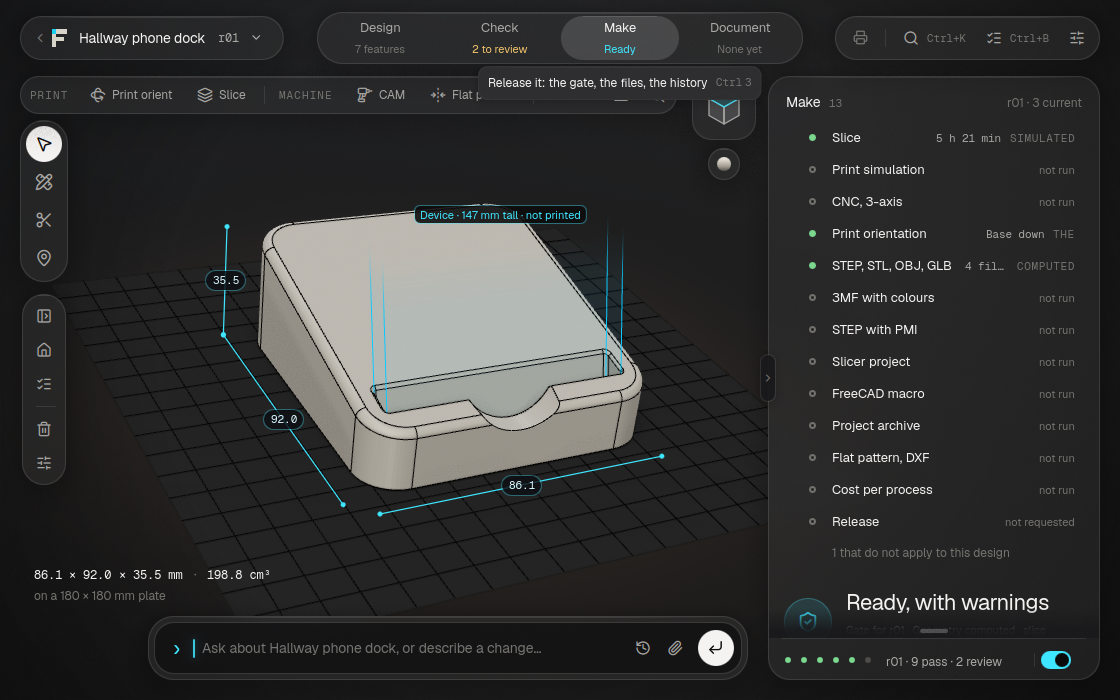 Hallway phone dock r01
Design
7 features
Check
2 to review
Make
Ready
Document
None yet
Ctrl+K
Ctrl+B
Release it: the gate, the files, the history Ctrl 3
PRINT Print orient Slice MACHINE CAM Flat
Make 13 r01 · 3 current
Slice 5 h 21 min SIMULATED
Print simulation not run
CNC, 3-axis not run
Print orientation Base down THE
STEP, STL, OBJ, GLB 4 fil… COMPUTED
3MF with colours not run
STEP with PMI not run
Slicer project not run
FreeCAD macro not run
Project archive not run
Flat pattern, DXF not run
Cost per process not run
Release not requested
1 that do not apply to this design
Ready, with warnings
r01 · 9 pass · 2 review
Device · 147 mm tall · not printed
35.5
92.0
86.1
86.1 × 92.0 × 35.5 mm · 198.8 cm³
on a 180 × 180 mm plate
Ask about Hallway phone dock, or describe a change…